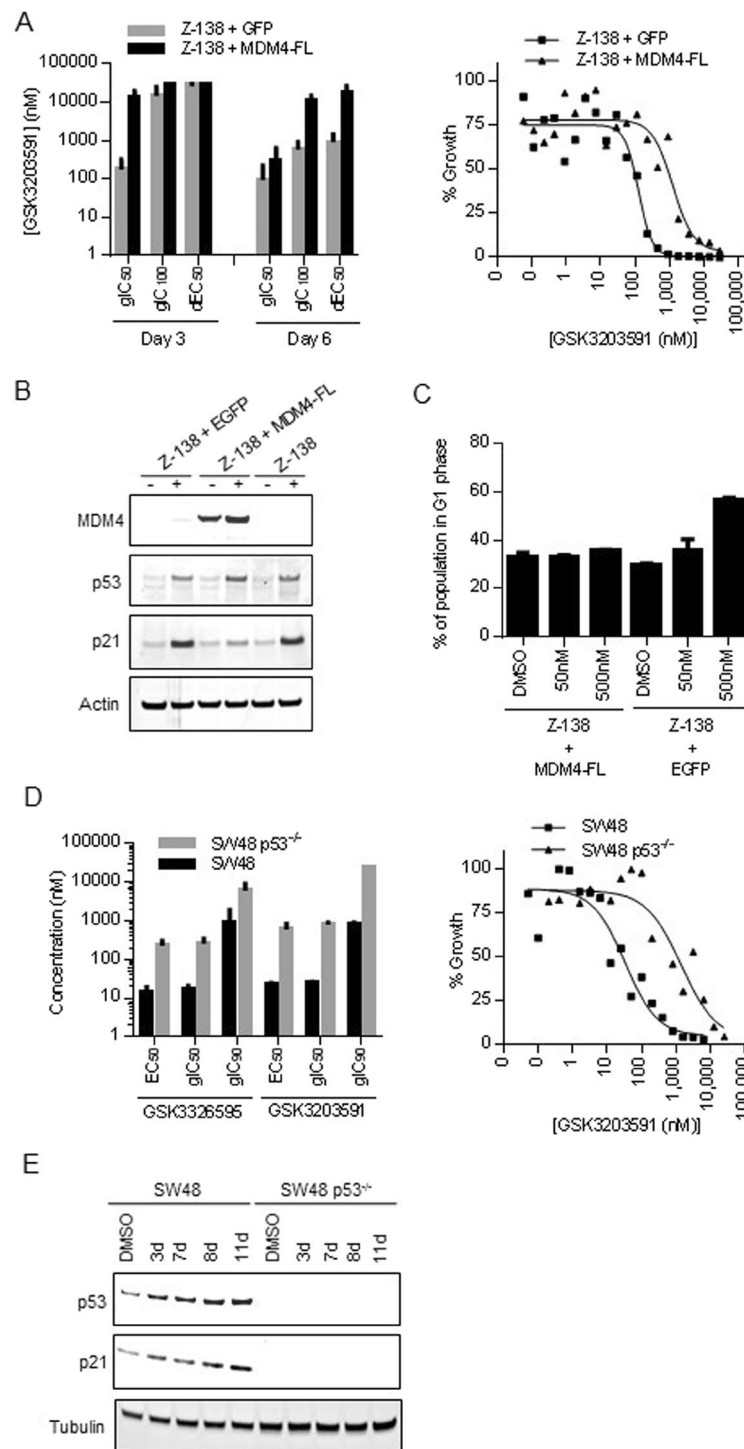 A
Z-138 + GFP
Z-138 + MDM4-FL
[GSK3203591] (nM)
100000
10000
1000
100
10
1
gIC50
gIC100
dEC50
gIC50
gIC100
dEC50
Day 3
Day 6
Z-138 + GFP
Z-138 + MDM4-FL
% Growth
100
75
50
25
0
0
1
10
100
1,000
10,000
100,000
[GSK3203591 (nM)]
B
Z-138 + EGFP
Z-138 + MDM4-FL
Z-138
- + - + - +
MDM4
p53
p21
Actin
C
% of population in G1 phase
80
60
40
20
0
DMSO
50nM
500nM
DMSO
50nM
500nM
Z-138
+
MDM4-FL
Z-138
+
EGFP
D
SW48 p53-/-
SW48
Concentration (nM)
100000
10000
1000
100
10
1
EC50
gIC50
gIC90
EC50
gIC50
gIC90
GSK3326595
GSK3203591
SW48
SW48 p53-/-
% Growth
100
75
50
25
0
0
1
10
100
1,000
10,000
100,000
[GSK3203591 (nM)]
E
SW48
SW48 p53-/-
DMSO
3d
7d
8d
11d
DMSO
3d
7d
8d
11d
p53
p21
Tubulin